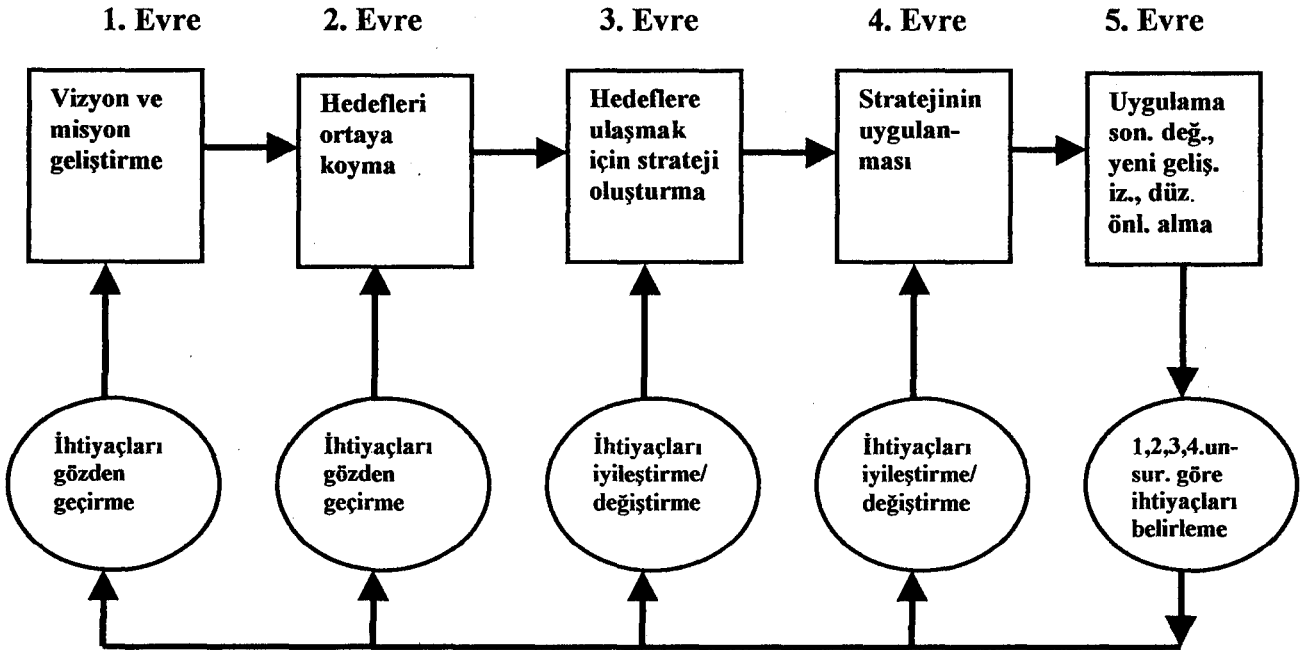 1. Evre
2. Evre
3. Evre
4. Evre
5. Evre
Vizyon ve
misyon
geliştirme
Hedefleri
ortaya
koyma
Hedeflere
ulaşmak
için strateji
oluşturma
Stratejinin
uygulan-
ması
Uygulama
son. değ.,
yeni geliş.
iz., düz.
önl. alma
İhtiyaçları
gözden
geçirme
İhtiyaçları
gözden
geçirme
İhtiyaçları
iyileştirme/
değiştirme
İhtiyaçları
iyileştirme/
değiştirme
1,2,3,4.un-
sur. göre
ihtiyaçları
belirleme